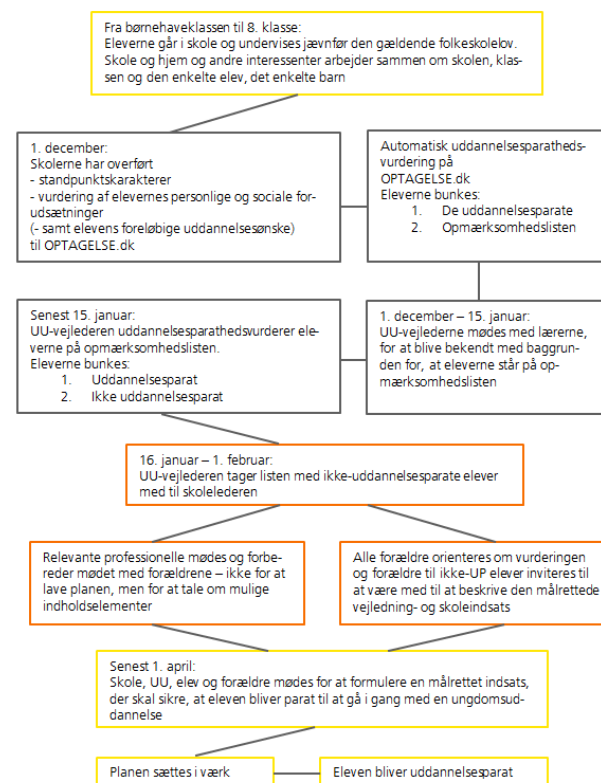 Fra børnehaveklassen til 8. klasse:
Eleverne går i skole og undervises jævnfør den gældende folkeskolelov.
Skole og hjem og andre interessenter arbejder sammen om skolen, klas-
sen og den enkelte elev, det enkelte barn
1. december:
Skolerne har overført
- standpunktskarakterer
- vurdering af elevernes personlige og sociale for-
udsætninger
(- samt elevens foreløbige uddannelsesønske)
til OPTAGELSE.dk
Automatisk uddannelsesparatheds-
vurdering på
OPTAGELSE.dk
Eleverne bunkes:
1. De uddannelsesparate
2. Opmærksomhedslisten
Senest 15. januar:
UU-vejlederen uddannelsesparathedsvurderer ele-
verne på opmærksomhedslisten.
Eleverne bunkes:
1. Uddannelsesparat
2. Ikke uddannelsesparat
1. december – 15. januar:
UU-vejlederne mødes med lærerne,
for at blive bekendt med baggrun-
den for, at eleverne står på op-
mærksomhedslisten
16. januar – 1. februar:
UU-vejlederen tager listen med ikke-uddannelsesparate elever
med til skolelederen
Relevante professionelle mødes og forbe-
reder mødet med forældrene – ikke for at
lave planen, men for at tale om mulige
indholdselementer
Alle forældre orienteres om vurderingen
og forældre til ikke-UP elever inviteres til
at være med til at beskrive den målrettede
vejledning- og skoleindsats
Senest 1. april:
Skole, UU, elev og forældre mødes for at formulere en målrettet indsats,
der skal sikre, at eleven bliver parat til at gå i gang med en ungdomsud-
dannelse
Planen sættes i værk
Eleven bliver uddannelsesparat